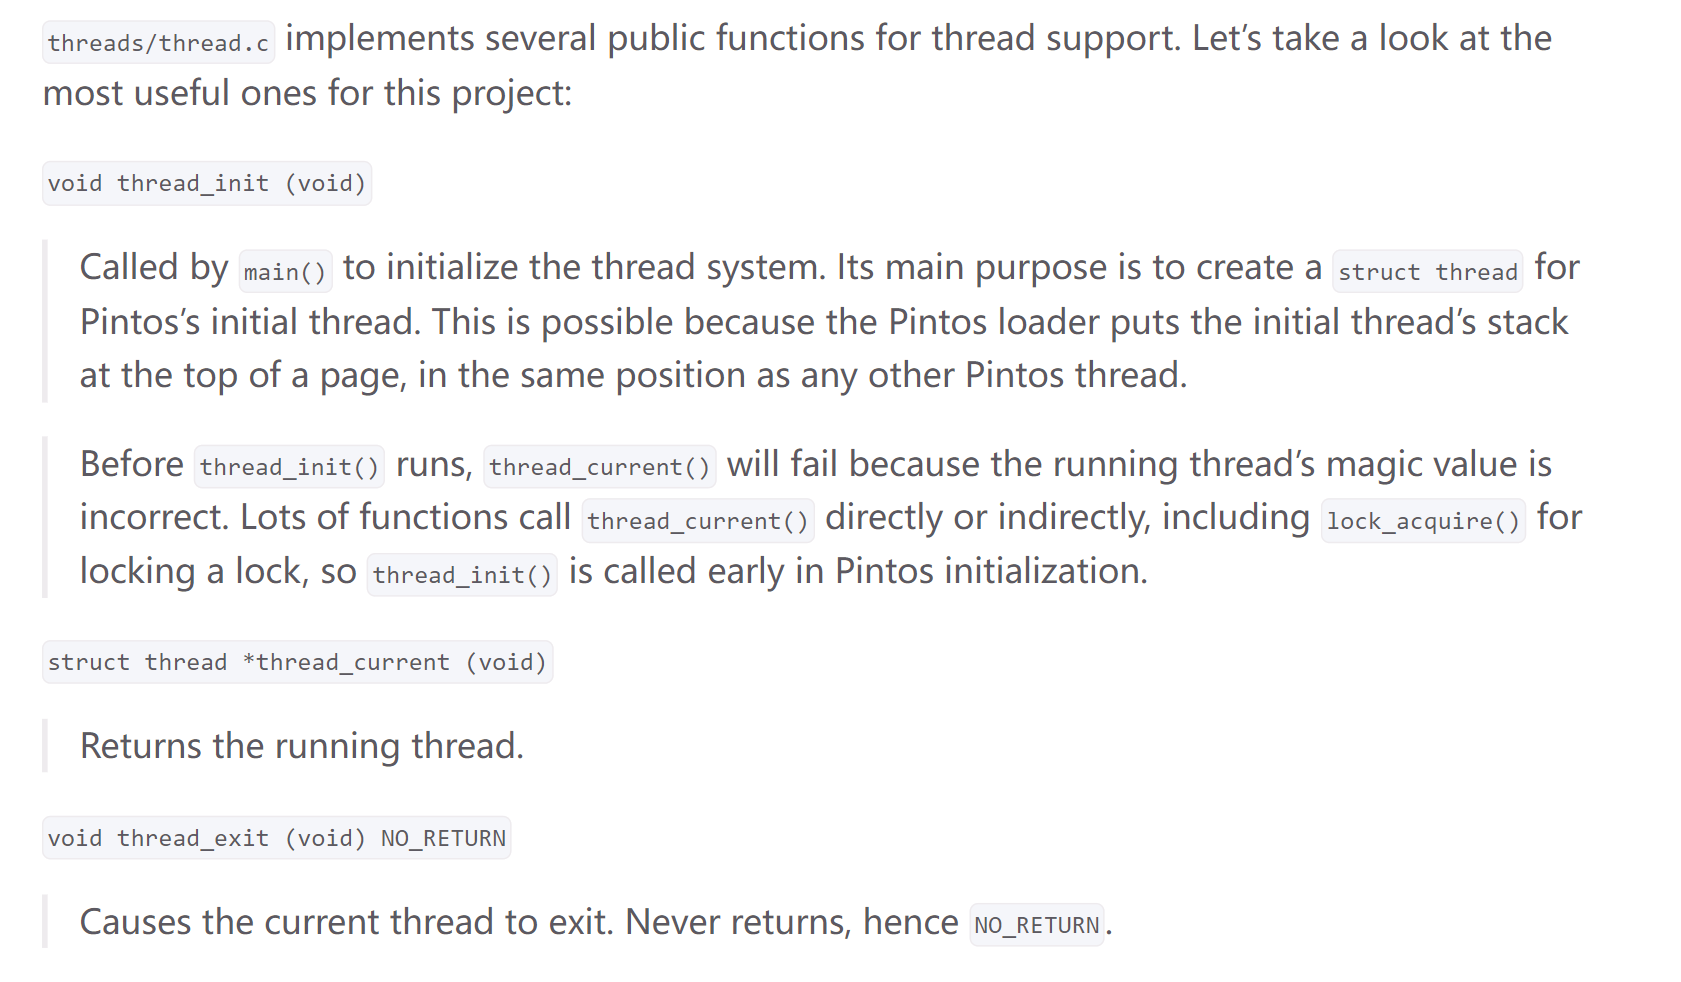 threads/thread.c implements several public functions for thread support. Let’s take a look at the
most useful ones for this project:
void thread_init (void)
Called by main() to initialize the thread system. Its main purpose is to create a struct thread for
Pintos’s initial thread. This is possible because the Pintos loader puts the initial thread’s stack
at the top of a page, in the same position as any other Pintos thread.
Before thread_init() runs, thread_current() will fail because the running thread’s magic value is
incorrect. Lots of functions call thread_current() directly or indirectly, including lock_acquire() for
locking a lock, so thread_init() is called early in Pintos initialization.
struct thread *thread_current (void)
Returns the running thread.
void thread_exit (void) NO_RETURN
Causes the current thread to exit. Never returns, hence NO_RETURN.